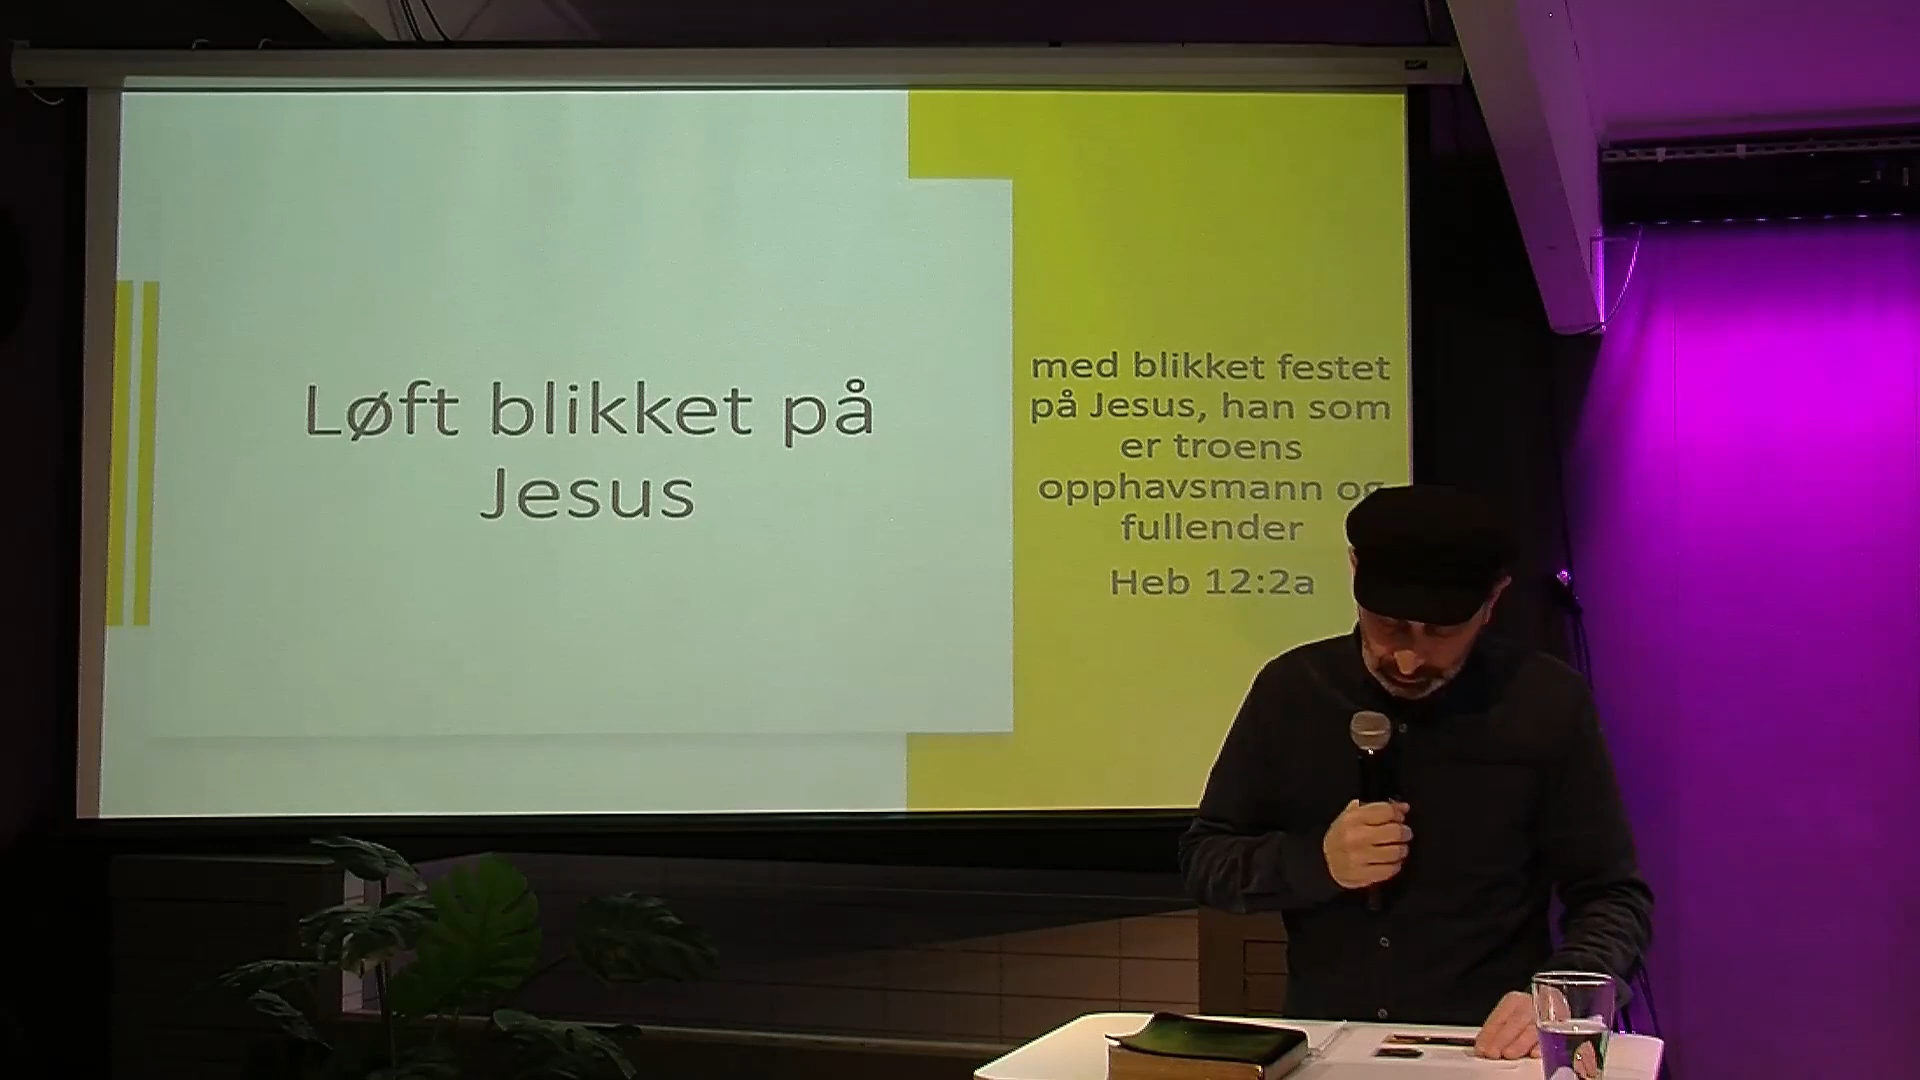 Løft blikket på
Jesus
med blikket festet
på Jesus, han som
er troens
opphavsmann og
fullender
Heb 12:2a